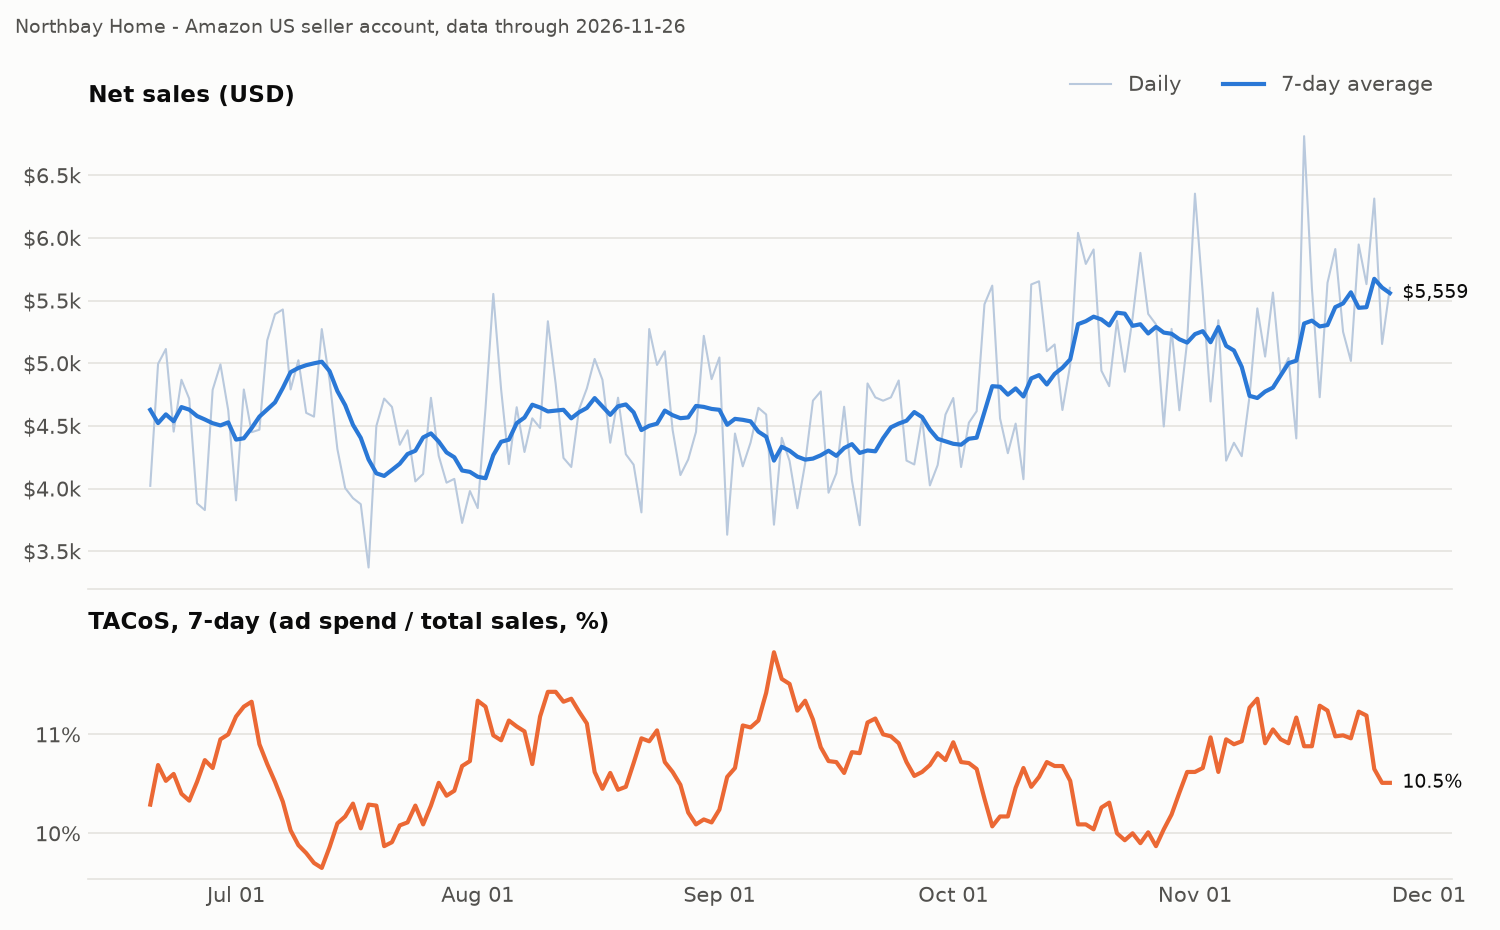 Northbay Home - Amazon US seller account, data through 2026-11-26
Net sales (USD)
Daily
7-day average
$6.5k
$6.0k
$5.5k
$5,559
$5.0k
$4.5k
$4.0k
$3.5k
TACoS, 7-day (ad spend / total sales, %)
11%
10.5%
10%
Jul 01
Aug 01
Sep 01
Oct 01
Nov 01
Dec 01